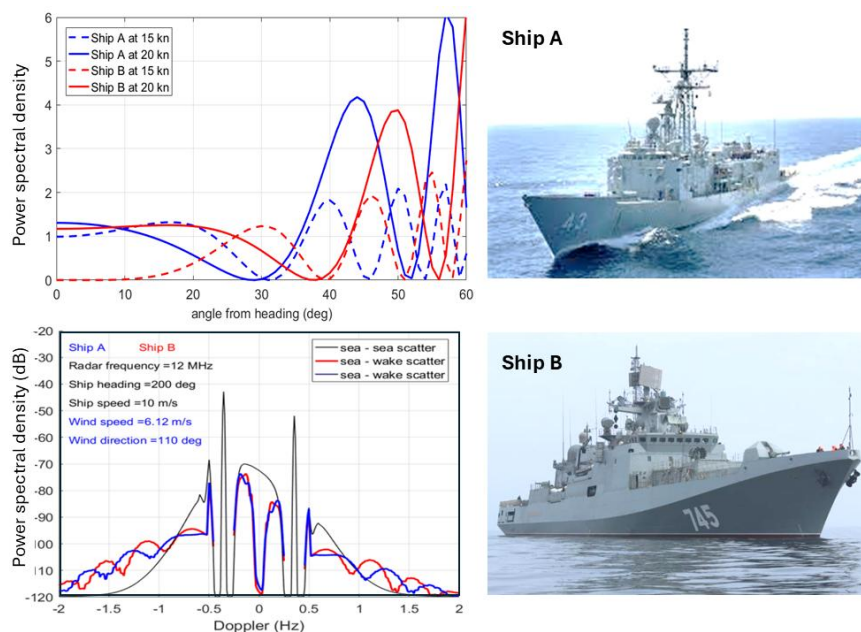 6
5
4
3
2
1
0
Power spectral density
Ship A at 15 kn
Ship A at 20 kn
Ship B at 15 kn
Ship B at 20 kn
0 10 20 30 40 50 60
angle from heading (deg)
Ship A
43
-20
-30
-40
-50
-60
-70
-80
-90
-100
-110
-120
Power spectral density (dB)
Ship A Ship B
Radar frequency =12 MHz
Ship heading =200 deg
Ship speed =10 m/s
Wind speed =6.12 m/s
Wind direction =110 deg
sea - sea scatter
sea - wake scatter
sea - wake scatter
-2 -1.5 -1 -0.5 0 0.5 1 1.5 2
Doppler (Hz)
Ship B
745